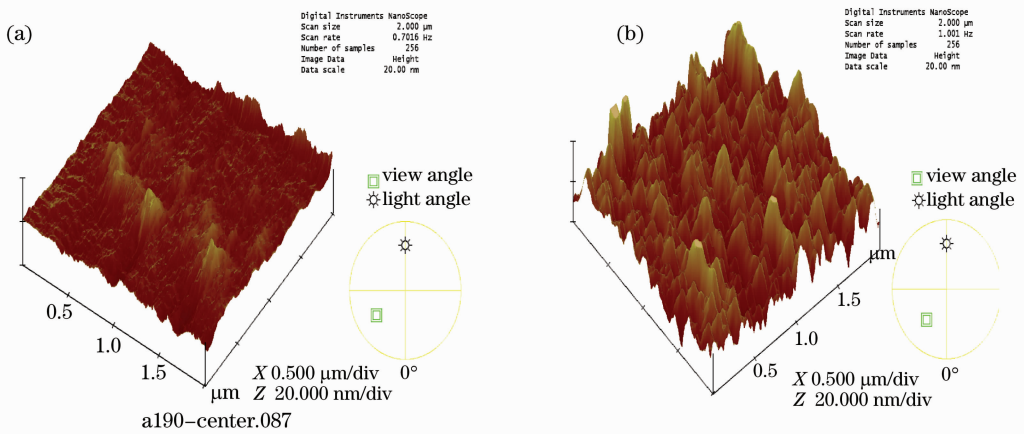 (a)
Digital Instruments NanoScope
Scan size 2.000 μm
Scan rate 0.7016 Hz
Number of samples 256
Image Data Height
Data scale 20.00 nm
view angle
light angle
0.5
1.0
1.5
μm
X 0.500 μm/div
Z 20.000 nm/div
0°
a190-center.087
(b)
Digital Instruments NanoScope
Scan size 2.000 μm
Scan rate 1.001 Hz
Number of samples 256
Image Data Height
Data scale 20.00 nm
view angle
light angle
μm
1.5
1.0
0.5
X 0.500 μm/div
Z 20.000 nm/div
0°